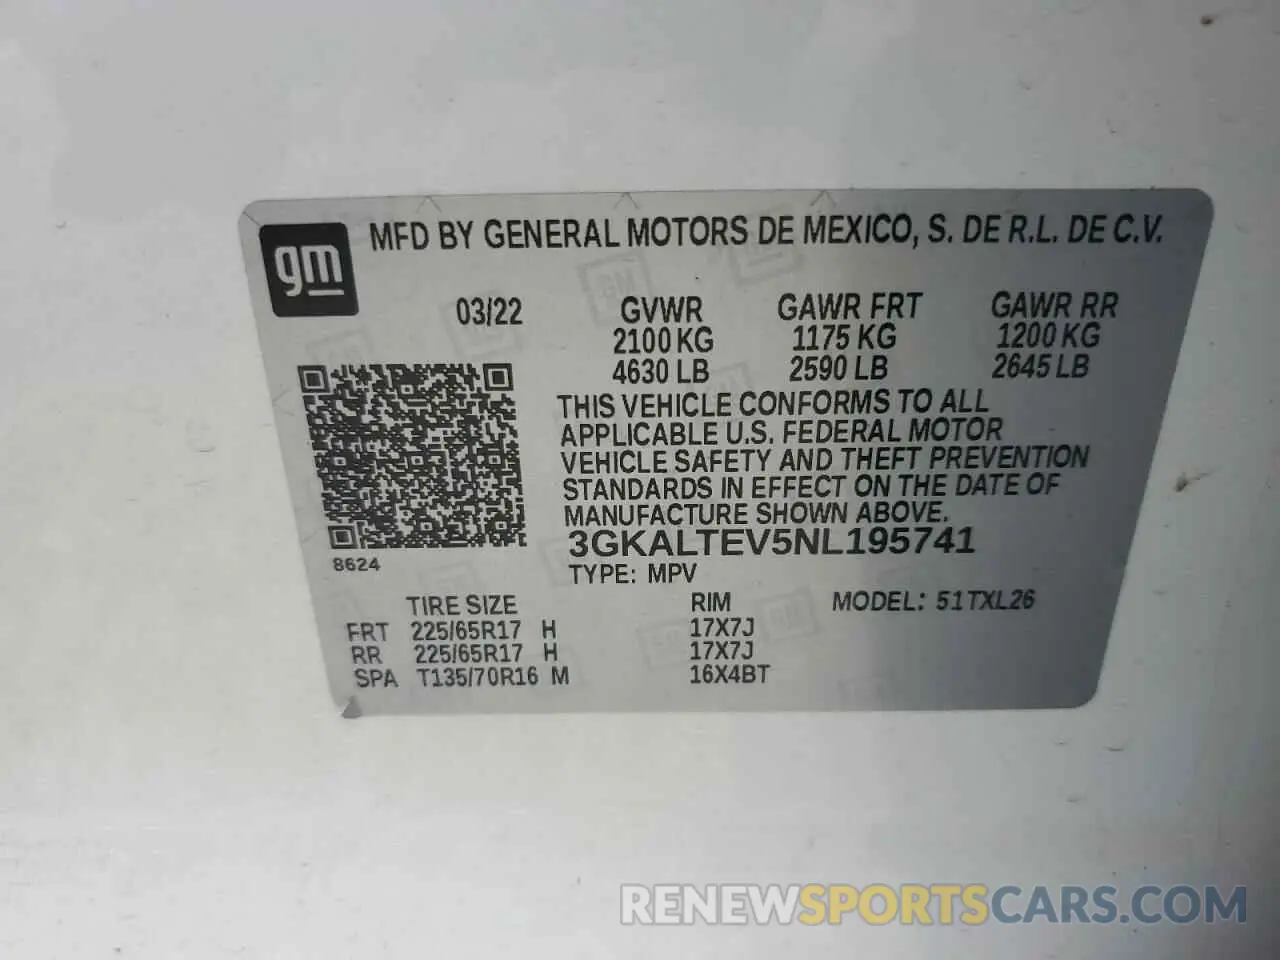 gm
MFD BY GENERAL MOTORS DE MEXICO, S. DE R.L. DE C.V.
03/22 GVWR GAWR FRT GAWR RR
2100 KG 1175 KG 1200 KG
4630 LB 2590 LB 2645 LB
THIS VEHICLE CONFORMS TO ALL
APPLICABLE U.S. FEDERAL MOTOR
VEHICLE SAFETY AND THEFT PREVENTION
STANDARDS IN EFFECT ON THE DATE OF
MANUFACTURE SHOWN ABOVE.
3GKALTEV5NL195741
8624
TYPE: MPV
TIRE SIZE RIM MODEL: 51TXL26
FRT 225/65R17 H 17X7J
RR 225/65R17 H 17X7J
SPA T135/70R16 M 16X4BT
RENEWSPORTSCARS.COM